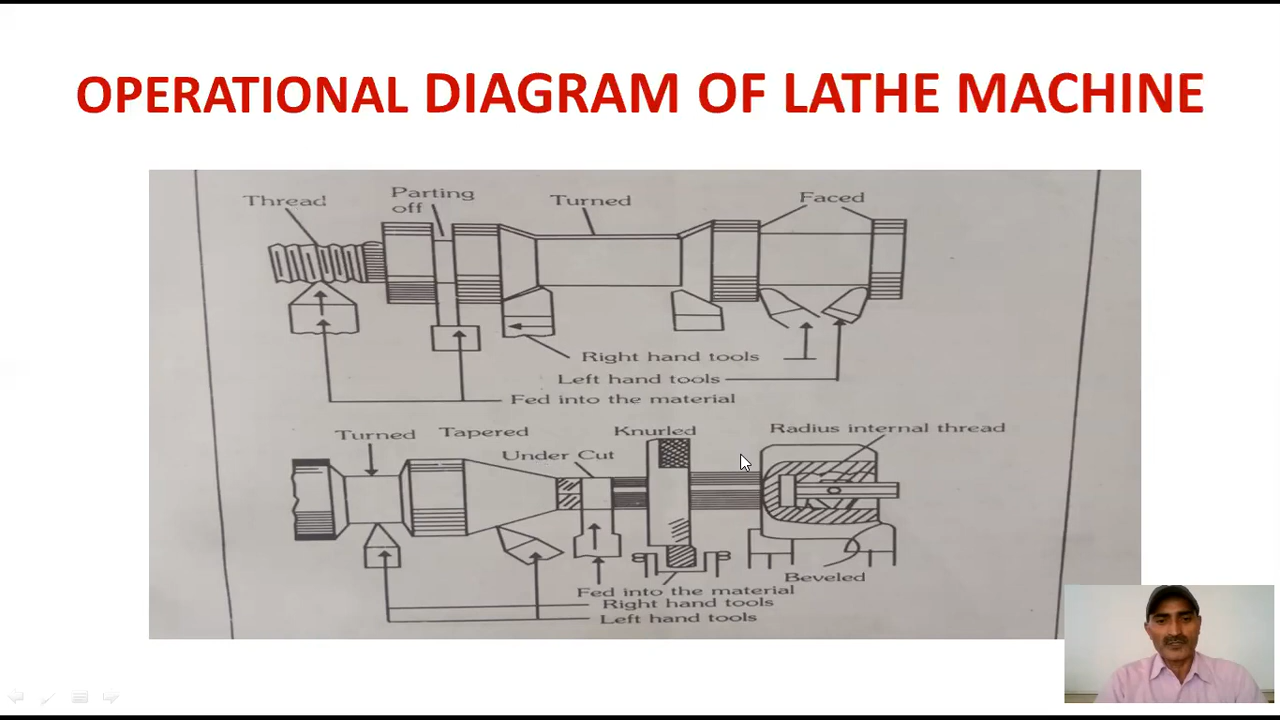 OPERATIONAL DIAGRAM OF LATHE MACHINE
Thread
Parting
off
Turned
Faced
Right hand tools
Left hand tools
Fed into the material
Turned
Tapered
Under Cut
Knurled
Radius internal thread
Beveled
Fed into the material
Right hand tools
Left hand tools